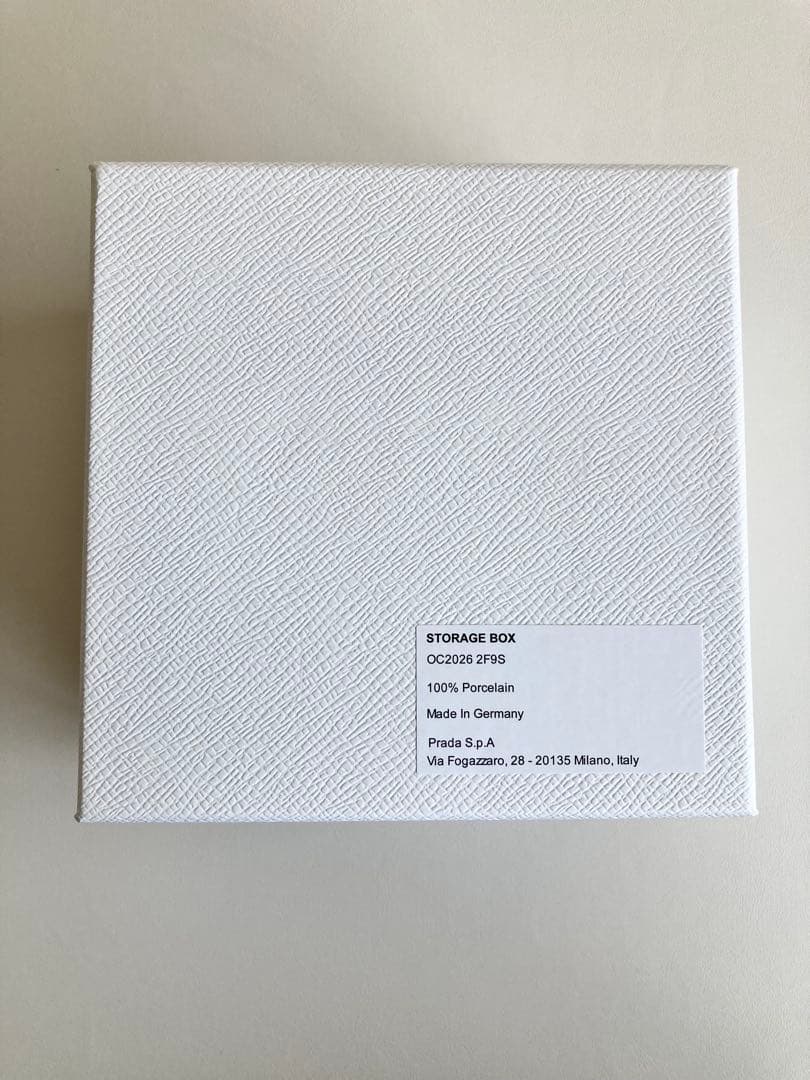 STORAGE BOX
OC2026 2F9S
100% Porcelain
Made In Germany
Prada S.p.A
Via Fogazzaro, 28 - 20135 Milano, Italy